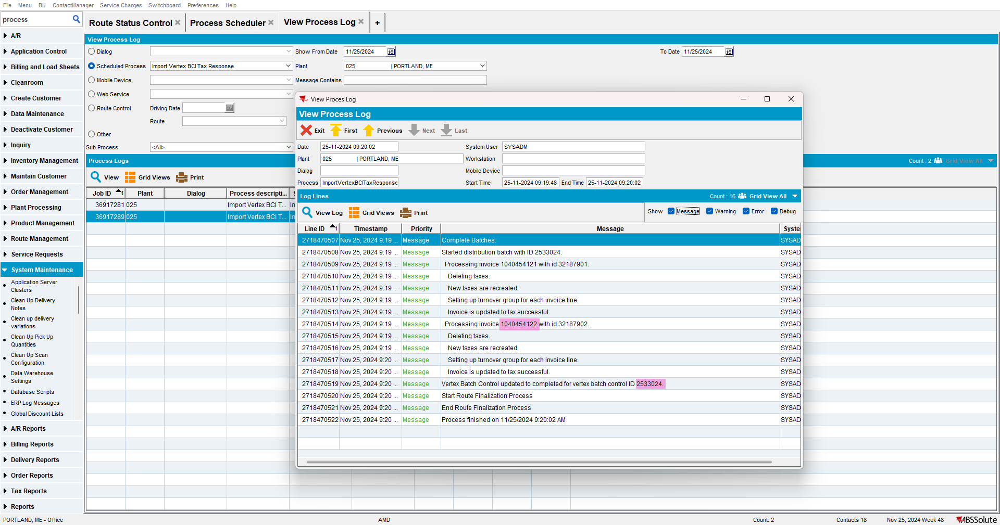 File Menu BU ContactManager Service Charges Switchboard Preferences Help
process
Route Status Control
Process Scheduler
View Process Log
+
A/R
Application Control
Billing and Load Sheets
Cleanroom
Create Customer
Data Maintenance
Deactivate Customer
Inquiry
Inventory Management
Maintain Customer
Order Management
Plant Processing
Product Management
Route Management
Service Requests
System Maintenance
Application Server
Clusters
Clean Up Delivery
Notes
Clean up delivery
variations
Clean Up Pick Up
Quantities
Clean Up Scan
Configuration
Data Warehouse
Settings
Database Scripts
ERP Log Messages
Global Discount Lists
A/R Reports
Billing Reports
Delivery Reports
Order Reports
Tax Reports
Reports
View Process Log
Dialog Show From Date 11/25/2024 16 To Date 11/25/2024 16
Scheduled Process Import Vertex BCI Tax Response Plant 025 | PORTLAND, ME
Mobile Device Message Contains
Web Service
Route Control Driving Date 16
Route
Other
Sub Process <All>
Process Logs Count : 2 Grid View All
View Grid Views Print
Job ID 1 Plant Dialog Process descripti... S
36917281 025 Import Vertex BCI T... Im
36917289 025 Import Vertex BCI T... Im
View Proces Log
View Process Log
Exit First Previous Next Last
Date 25-11-2024 09:20:02 System User SYSADM
Plant 025 | PORTLAND, ME Workstation
Dialog Mobile Device
Process ImportVertexBCITaxResponse Start Time 25-11-2024 09:19:48 End Time 25-11-2024 09:20:02
Log Lines Count : 16 Grid View All
View Log Grid Views Print Show Message Warning Error Debug
Line ID 1 Timestamp Priority Message Syster
2718470507 Nov 25, 2024 9:19 ... Message Complete Batches: SYSAD
2718470508 Nov 25, 2024 9:19 ... Message Started distribution batch with ID 2533024. SYSAD
2718470509 Nov 25, 2024 9:19 ... Message Processing invoice 1040454121 with id 32187901. SYSAD
2718470510 Nov 25, 2024 9:19 ... Message Deleting taxes. SYSAD
2718470511 Nov 25, 2024 9:19 ... Message New taxes are recreated. SYSAD
2718470512 Nov 25, 2024 9:19 ... Message Setting up turnover group for each invoice line. SYSAD
2718470513 Nov 25, 2024 9:19 ... Message Invoice is updated to tax successful. SYSAD
2718470514 Nov 25, 2024 9:19 ... Message Processing invoice 1040454122 with id 32187902. SYSAD
2718470515 Nov 25, 2024 9:19 ... Message Deleting taxes. SYSAD
2718470516 Nov 25, 2024 9:19 ... Message New taxes are recreated. SYSAD
2718470517 Nov 25, 2024 9:20 ... Message Setting up turnover group for each invoice line. SYSAD
2718470518 Nov 25, 2024 9:20 ... Message Invoice is updated to tax successful. SYSAD
2718470519 Nov 25, 2024 9:20 ... Message Vertex Batch Control updated to completed for vertex batch control ID 2533024. SYSAD
2718470520 Nov 25, 2024 9:20 ... Message Start Route Finalization Process SYSAD
2718470521 Nov 25, 2024 9:20 ... Message End Route Finalization Process SYSAD
2718470522 Nov 25, 2024 9:20 ... Message Process finished on 11/25/2024 9:20:02 AM SYSAD
PORTLAND, ME - Office AMD Count: 2 Contacts 18 Nov 25, 2024 Week 48 ABSSolute